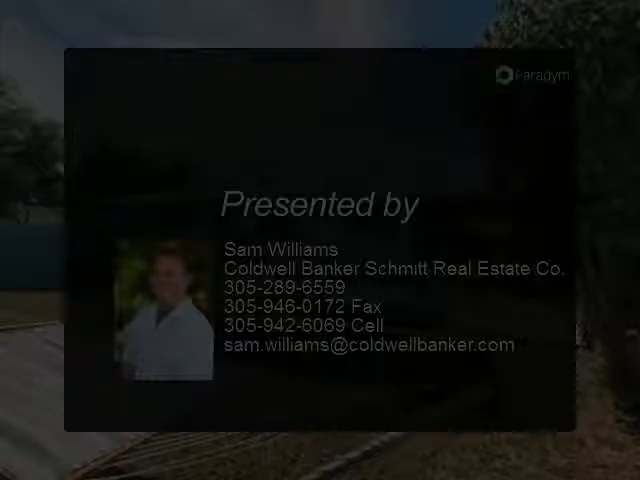 Paradym
Presented by
Sam Williams
Coldwell Banker Schmitt Real Estate Co.
305-289-6559
305-946-0172 Fax
305-942-6069 Cell
sam.williams@coldwellbanker.com